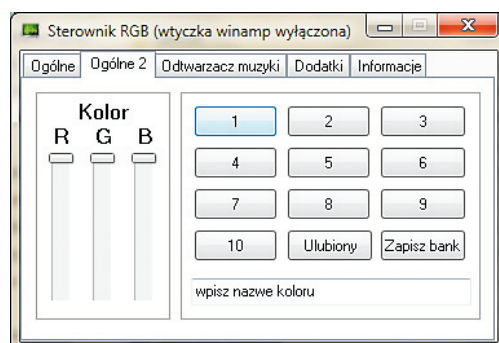 Sterownik RGB (wtyczka winamp wyłączona)
Ogólne Ogólne 2 Odtwarzacz muzyki Dodatki Informacje
Kolor
R G B
1 2 3
4 5 6
7 8 9
10 Ulubiony Zapisz bank
wpisz nazwe koloru